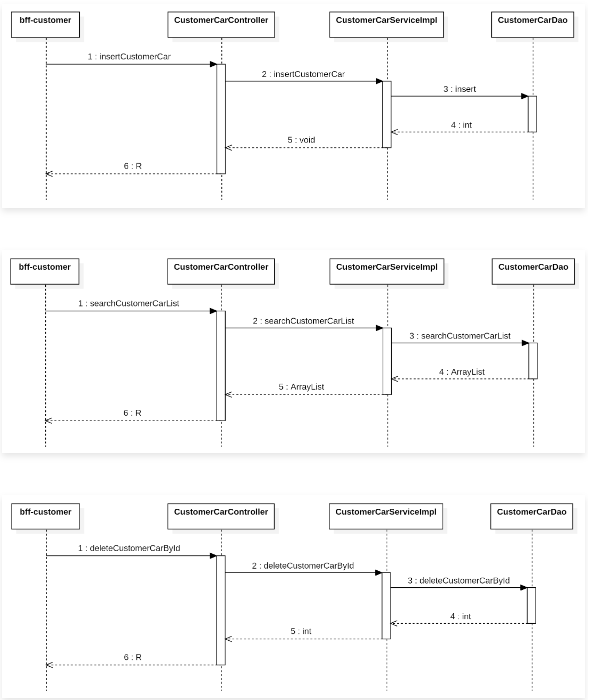 bff-customer CustomerCarController CustomerCarServiceImpl CustomerCarDao
1 : insertCustomerCar
2 : insertCustomerCar
3 : insert
4 : int
5 : void
6 : R
bff-customer CustomerCarController CustomerCarServiceImpl CustomerCarDao
1 : searchCustomerCarList
2 : searchCustomerCarList
3 : searchCustomerCarList
4 : ArrayList
5 : ArrayList
6 : R
bff-customer CustomerCarController CustomerCarServiceImpl CustomerCarDao
1 : deleteCustomerCarById
2 : deleteCustomerCarById
3 : deleteCustomerCarById
4 : int
5 : int
6 : R